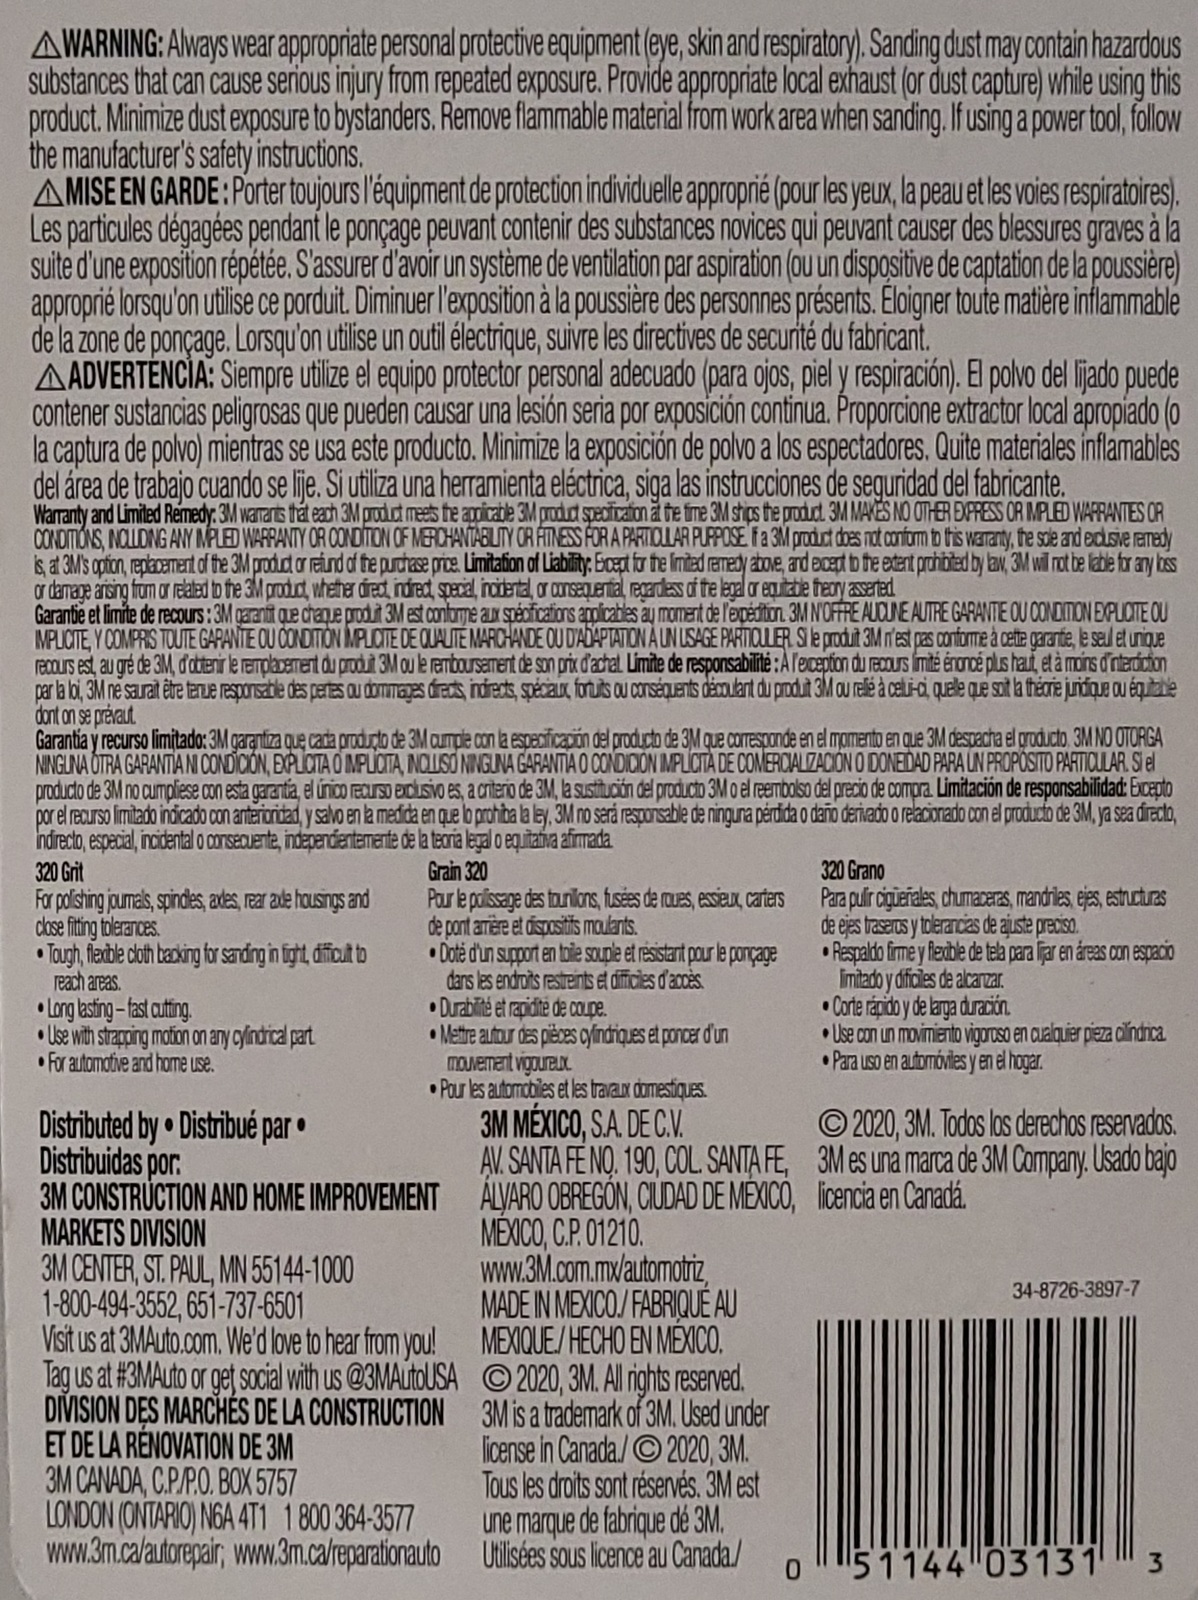 ⚠WARNING: Always wear appropriate personal protective equipment (eye, skin and respiratory). Sanding dust may contain hazardous
substances that can cause serious injury from repeated exposure. Provide appropriate local exhaust (or dust capture) while using this
product. Minimize dust exposure to bystanders. Remove flammable material from work area when sanding. If using a power tool, follow
the manufacturer's safety instructions.
⚠MISE EN GARDE : Porter toujours l'équipment de protection individuelle approprié (pour les yeux, la peau et les voies respiratoires).
Les particules dégagées pendant le ponçage peuvant contenir des substances novices qui peuvant causer des blessures graves à la
suite d'une exposition répétée. S'assurer d'avoir un système de ventilation par aspiration (ou un dispositive de captation de la poussière)
approprié lorsqu'on utilise ce porduit. Diminuer l'exposition à la poussière des personnes présents. Éloigner toute matière inflammable
de la zone de ponçage. Lorsqu'on utilise un outil électrique, suivre les directives de securité du fabricant.
⚠ADVERTENCIA: Siempre utilize el equipo protector personal adecuado (para ojos, piel y respiración). El polvo del lijado puede
contener sustancias peligrosas que pueden causar una lesión seria por exposición continua. Proporcione extractor local apropiado (o
la captura de polvo) mientras se usa este producto. Minimize la exposición de polvo a los espectadores. Quite materiales inflamables
del área de trabajo cuando se lije. Si utiliza una herramienta eléctrica, siga las instrucciones de seguridad del fabricante.
Warranty and Limited Remedy: 3M warrants that each 3M product meets the applicable 3M product specification at the time 3M ships the product. 3M MAKES NO OTHER EXPRESS OR IMPLIED WARRANTIES OR
CONDITIONS, INCLUDING ANY IMPLIED WARRANTY OR CONDITION OF MERCHANTABILITY OR FITNESS FOR A PARTICULAR PURPOSE. If a 3M product does not conform to this warranty, the sole and exclusive remedy
is, at 3M's option, replacement of the 3M product or refund of the purchase price. Limitation of Liability: Except for the limited remedy above, and except to the extent prohibited by law, 3M will not be liable for any loss
or damage arising from or related to the 3M product, whether direct, indirect, special, incidental, or consequential, regardless of the legal or equitable theory asserted.
Garantie et limite de recours : 3M garantit que chaque produit 3M est conforme aux spécifications applicables au moment de l'expédition. 3M N'OFFRE AUCUNE AUTRE GARANTIE OU CONDITION EXPLICITE OU
IMPLICITE, Y COMPRIS TOUTE GARANTIE OU CONDITION IMPLICITE DE QUALITÉ MARCHANDE OU D'ADAPTATION À UN USAGE PARTICULIER. Si le produit 3M n'est pas conforme à cette garantie, le seul et unique
recours est, au gré de 3M, d'obtenir le remplacement du produit 3M ou le remboursement de son prix d'achat. Limite de responsabilité : À l'exception du recours limité énoncé plus haut, et à moins d'interdiction
par la loi, 3M ne saurait être tenue responsable des pertes ou dommages directs, indirects, spéciaux, fortuits ou conséquents découlant du produit 3M ou relié à celui-ci, quelle que soit la théorie juridique ou équitable
dont on se prévaut.
Garantía y recurso limitado: 3M garantiza que cada producto de 3M cumple con la especificación del producto de 3M que corresponde en el momento en que 3M despacha el producto. 3M NO OTORGA
NINGUNA OTRA GARANTÍA NI CONDICIÓN, EXPLÍCITA O IMPLÍCITA, INCLUSO NINGUNA GARANTÍA O CONDICIÓN IMPLÍCITA DE COMERCIALIZACIÓN O IDONEIDAD PARA UN PROPÓSITO PARTICULAR. Si el
producto de 3M no cumpliese con esta garantía, el único recurso exclusivo es, a criterio de 3M, la sustitución del producto 3M o el reembolso del precio de compra. Limitación de responsabilidad: Excepto
por el recurso limitado indicado con anterioridad, y salvo en la medida en que lo prohíba la ley, 3M no será responsable de ninguna pérdida o daño derivado o relacionado con el producto de 3M, ya sea directo,
indirecto, especial, incidental o consecuente, independientemente de la teoría legal o equitativa afirmada.
320 Grit
For polishing journals, spindles, axles, rear axle housings and
close fitting tolerances.
• Tough, flexible cloth backing for sanding in tight, difficult to
reach areas.
• Long lasting – fast cutting.
• Use with strapping motion on any cylindrical part.
• For automotive and home use.
Grain 320
Pour le polissage des tourillons, fusées de roues, essieux, carters
de pont arrière et dispositifs moulants.
• Doté d'un support en toile souple et résistant pour le ponçage
dans les endroits restreints et difficiles d'accès.
• Durabilité et rapidité de coupe.
• Mettre autour des pièces cylindriques et poncer d'un
mouvement vigoureux.
• Pour les automobiles et les travaux domestiques.
320 Grano
Para pulir cigüeñales, chumaceras, mandriles, ejes, estructuras
de ejes traseros y tolerancias de ajuste preciso.
• Respaldo firme y flexible de tela para lijar en áreas con espacio
limitado y difíciles de alcanzar.
• Corte rápido y de larga duración.
• Use con un movimiento vigoroso en cualquier pieza cilíndrica.
• Para uso en automóviles y en el hogar.
Distributed by • Distribué par •
Distribuidas por:
3M CONSTRUCTION AND HOME IMPROVEMENT
MARKETS DIVISION
3M CENTER, ST. PAUL, MN 55144-1000
1-800-494-3552, 651-737-6501
Visit us at 3MAuto.com. We'd love to hear from you!
Tag us at #3MAuto or get social with us @3MAutoUSA
DIVISION DES MARCHÉS DE LA CONSTRUCTION
ET DE LA RÉNOVATION DE 3M
3M CANADA, C.P./P.O. BOX 5757
LONDON (ONTARIO) N6A 4T1 1 800 364-3577
www.3m.ca/autorepair; www.3m.ca/reparationauto
3M MÉXICO, S.A. DE C.V.
AV. SANTA FE NO. 190, COL. SANTA FE,
ÁLVARO OBREGÓN, CIUDAD DE MÉXICO,
MÉXICO, C.P. 01210.
www.3M.com.mx/automotriz,
MADE IN MEXICO./ FABRIQUÉ AU
MEXIQUE./ HECHO EN MÉXICO.
© 2020, 3M. All rights reserved.
3M is a trademark of 3M. Used under
license in Canada./ © 2020, 3M.
Tous les droits sont réservés. 3M est
une marque de fabrique dé 3M.
Utilisées sous licence au Canada./
© 2020, 3M. Todos los derechos reservados.
3M es una marca de 3M Company. Usado bajo
licencia en Canadá.
34-8726-3897-7
0 51144 03131 3